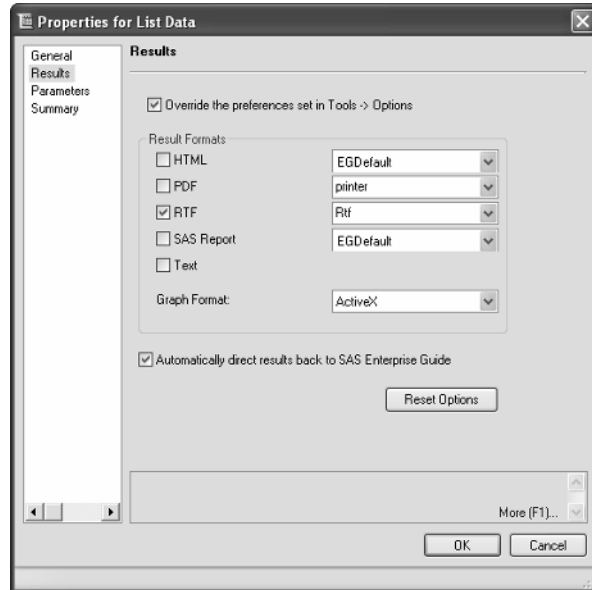 Properties for List Data
General
Results
Parameters
Summary
Results
Override the preferences set in Tools -> Options
Result Formats
HTML EGDefault
PDF printer
RTF Rtf
SAS Report EGDefault
Text
Graph Format: ActiveX
Automatically direct results back to SAS Enterprise Guide
Reset Options
More (F1)...
OK Cancel